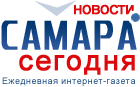 НОВОСТИ
САМАРА
сегодня
Ежедневная интернет-газета